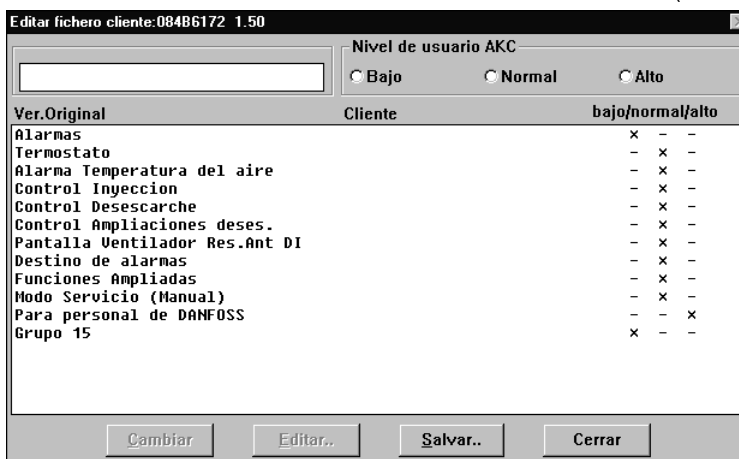 Editar fichero cliente:084B6172 1.50
Nivel de usuario AKC
Bajo Normal Alto
Ver.Original Cliente bajo/normal/alto
Alarmas × - -
Termostato - × -
Alarma Temperatura del aire - × -
Control Inyeccion - × -
Control Desescarche - × -
Control Ampliaciones deses. - × -
Pantalla Ventilador Res.Ant DI - × -
Destino de alarmas - × -
Funciones Ampliadas - × -
Modo Servicio (Manual) - × -
Para personal de DANFOSS - - ×
Grupo 15 × - -
Cambiar Editar.. Salvar.. Cerrar